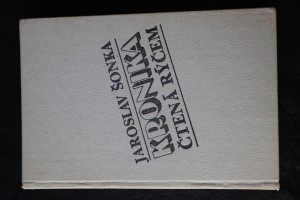 JAROSLAV ŠONKA
KRONIKA
ČTENÁ RÝČEM